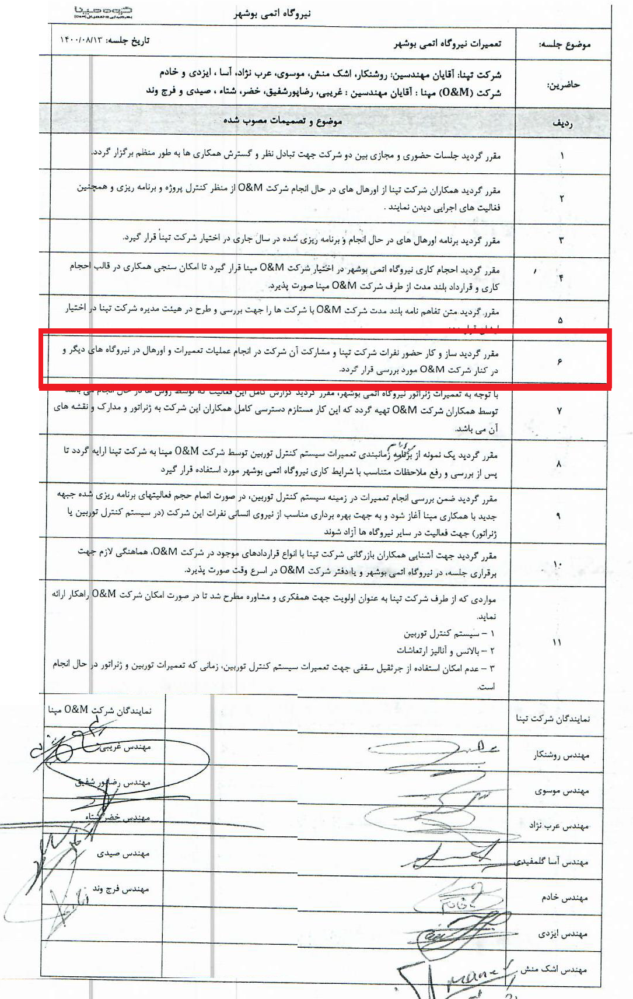 گروه مپنا
نیروگاه اتمی بوشهر
موضوع جلسه:
تعمیرات نیروگاه اتمی بوشهر
تاریخ جلسه: ۱۴۰۰/۰۸/۱۳
حاضرین:
شرکت تپنا: آقایان مهندسین: روشنکار، اشک منش، موسوی، عرب نژاد، آسا ، ایزدی و خادم
شرکت (O&M) مپنا : آقایان مهندسین : غریبی، رضاپورشفیق، خضر، شتاء ، صیدی و فرج وند
ردیف
موضوع و تصمیمات مصوب شده
۱
مقرر گردید جلسات حضوری و مجازی بین دو شرکت جهت تبادل نظر و گسترش همکاری ها به طور منظم برگزار گردد.
۲
مقرر گردید همکاران شرکت تپنا از اورهال های در حال انجام شرکت O&M از منظر کنترل پروژه و برنامه ریزی و همچنین
فعالیت های اجرایی دیدن نمایند .
۳
مقرر گردید برنامه اورهال های در حال انجام و برنامه ریزی شده در سال جاری در اختیار شرکت تپنا قرار گیرد.
۴
مقرر گردید احجام کاری نیروگاه اتمی بوشهر در اختیار شرکت O&M مپنا قرار گیرد تا امکان سنجی همکاری در قالب احجام
کاری و قرارداد بلند مدت از طرف شرکت O&M مپنا صورت پذیرد.
۵
مقرر گردید متن تفاهم نامه بلند مدت شرکت O&M با شرکت ها را جهت بررسی و طرح در هیئت مدیره شرکت تپنا در اختیار
۶
مقرر گردید ساز و کار حضور نفرات شرکت تپنا و مشارکت آن شرکت در انجام عملیات تعمیرات و اورهال در نیروگاه های دیگر و
در کنار شرکت O&M مورد بررسی قرار گردد.
۷
با توجه به تعمیرات ژنراتور نیروگاه اتمی بوشهر، مقرر گردید گزارش کامل این فعالیت که توسط روش ها در حال انجام می باشد
توسط همکاران شرکت O&M تهیه گردد که این کار مستلزم دسترسی کامل همکاران این شرکت به ژنراتور و مدارک و نقشه های
آن می باشد.
۸
مقرر گردید یک نمونه از برنامه زمانبندی تعمیرات سیستم کنترل توربین توسط شرکت O&M مپنا به شرکت تپنا ارایه گردد تا
پس از بررسی و رفع ملاحظات متناسب با شرایط کاری نیروگاه اتمی بوشهر مورد استفاده قرار گیرد
۹
مقرر گردید ضمن بررسی انجام تعمیرات در زمینه سیستم کنترل توربین، در صورت اتمام حجم فعالیتهای برنامه ریزی شده جبهه
جدید با همکاری مپنا آغاز شود و به جهت بهره برداری مناسب از نیروی انسانی نفرات این شرکت (در سیستم کنترل توربین یا
ژنراتور) جهت فعالیت در سایر نیروگاه ها آزاد شوند
۱۰
مقرر گردید جهت آشنایی همکاران بازرگانی شرکت تپنا با انواع قراردادهای موجود در شرکت O&M، هماهنگی لازم جهت
برقراری جلسه، در نیروگاه اتمی بوشهر و یا دفتر شرکت O&M در اسرع وقت صورت پذیرد.
۱۱
مواردی که از طرف شرکت تپنا به عنوان اولویت جهت همفکری و مشاوره مطرح شد تا در صورت امکان شرکت O&M راهکار ارائه
نماید.
۱ – سیستم کنترل توربین
۲ – بالانس و آنالیز ارتعاشات
۳ – عدم امکان استفاده از جرثقیل سقفی جهت تعمیرات سیستم کنترل توربین، زمانی که تعمیرات توربین و ژنراتور در حال انجام
است.
نمایندگان شرکت تپنا
نمایندگان شرکت O&M مپنا
مهندس روشنکار
مهندس غریبی
مهندس موسوی
مهندس رضاپور شفیق
مهندس عرب نژاد
مهندس خضر شتاء
مهندس آسا گلمفیدی
مهندس صیدی
مهندس خادم
مهندس فرج وند
مهندس ایزدی
مهندس اشک منش